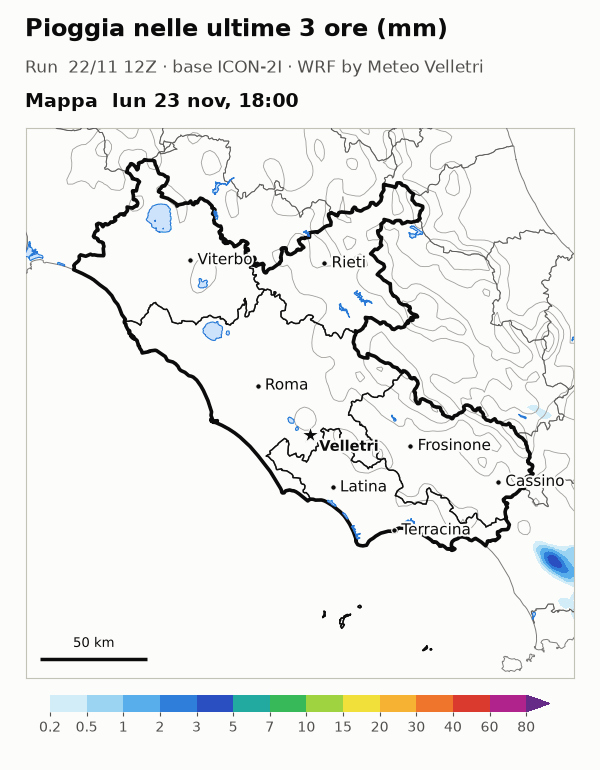 Pioggia nelle ultime 3 ore (mm)
Run  22/11 12Z · base ICON-2I · WRF by Meteo Velletri
Mappa  lun 23 nov, 18:00
Viterbo
Rieti
Roma
Velletri
Frosinone
Latina
Cassino
Terracina
50 km
0.2 0.5 1 2 3 5 7 10 15 20 30 40 60 80